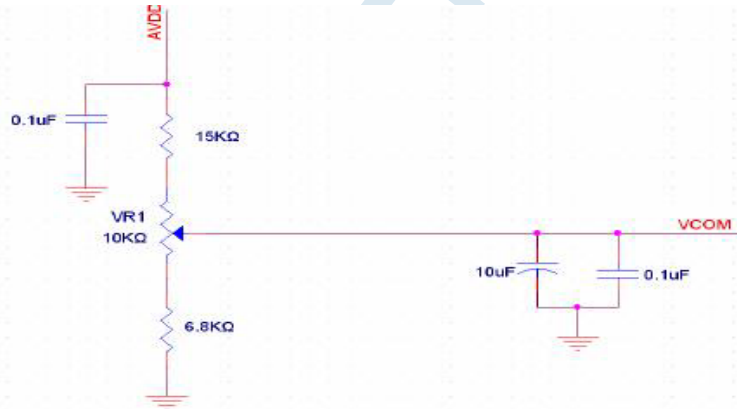 AVDD
0.1uF
15KΩ
VR1
10KΩ
VCOM
10uF
0.1uF
6.8KΩ